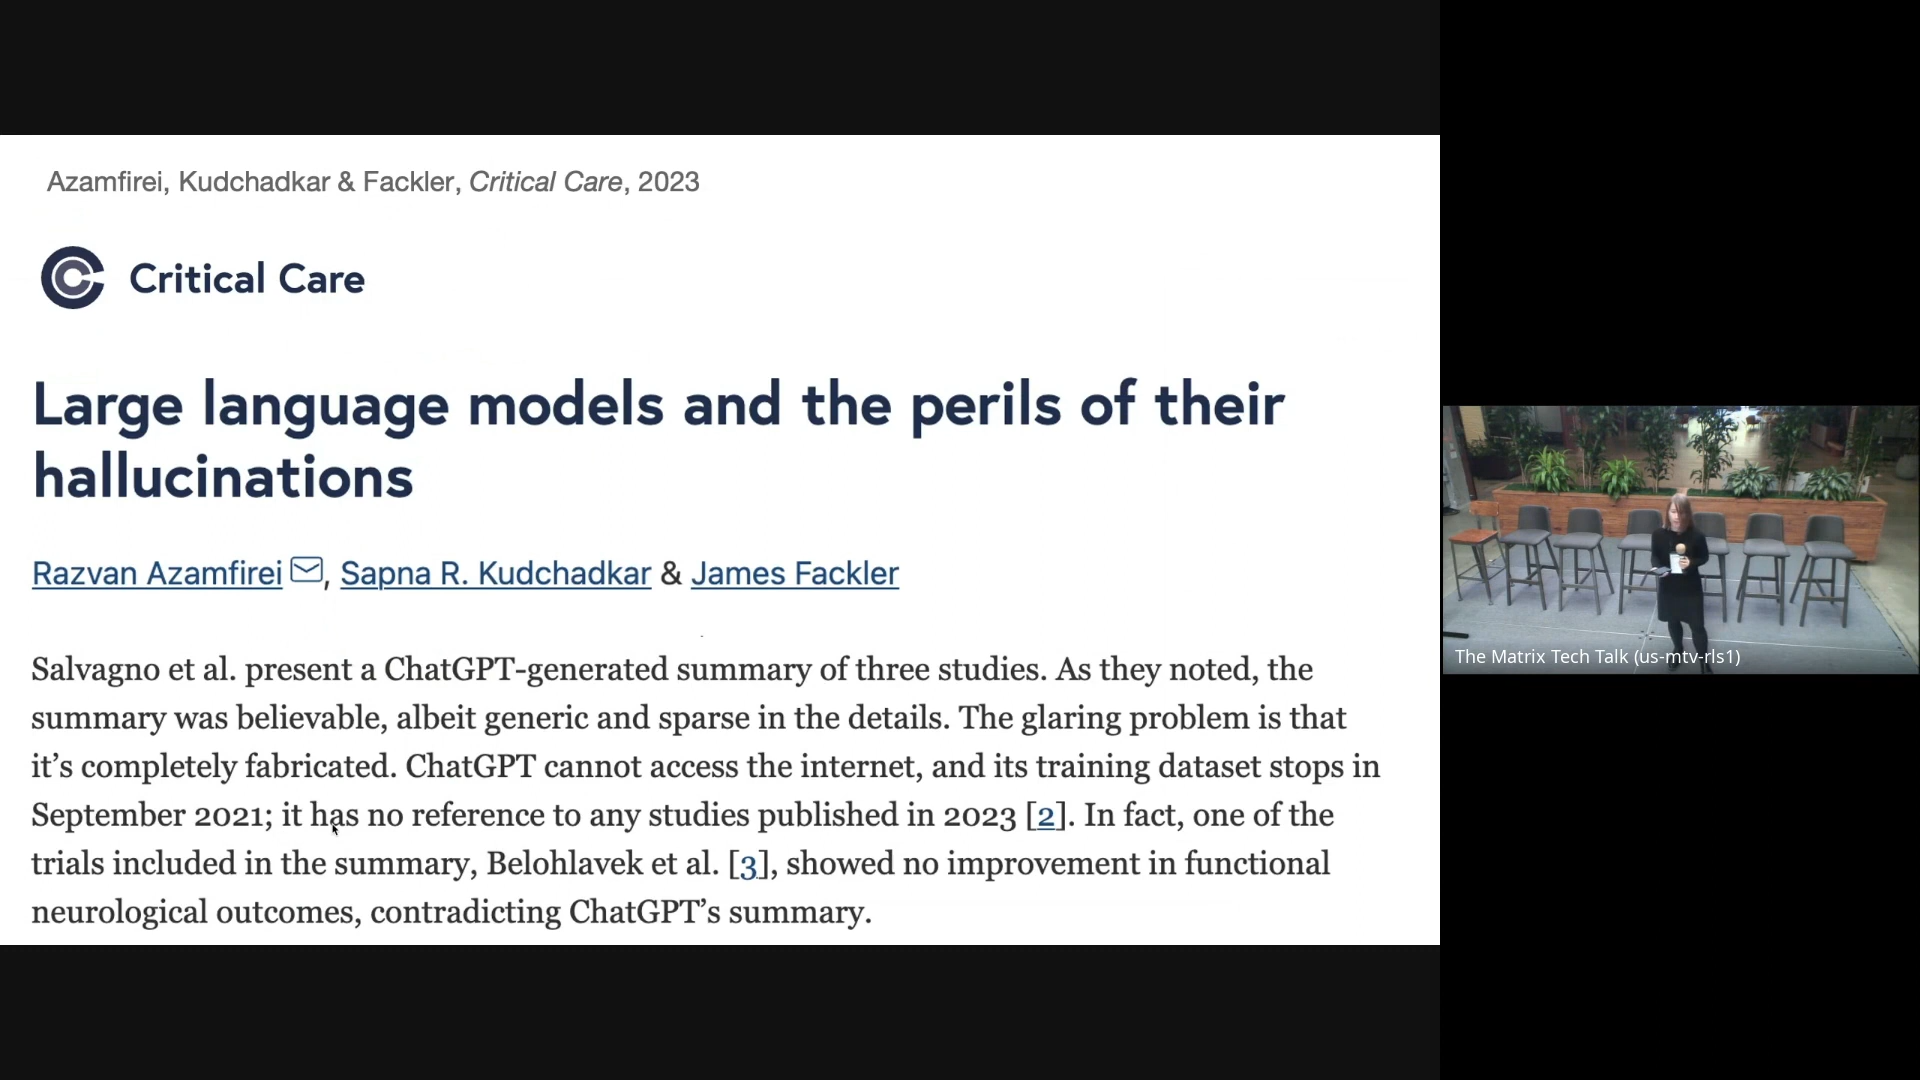 Azamfirei, Kudchadkar & Fackler, Critical Care, 2023
Critical Care
Large language models and the perils of their
hallucinations
Razvan Azamfirei, Sapna R. Kudchadkar & James Fackler
Salvagno et al. present a ChatGPT-generated summary of three studies. As they noted, the
summary was believable, albeit generic and sparse in the details. The glaring problem is that
it’s completely fabricated. ChatGPT cannot access the internet, and its training dataset stops in
September 2021; it has no reference to any studies published in 2023 [2]. In fact, one of the
trials included in the summary, Belohlavek et al. [3], showed no improvement in functional
neurological outcomes, contradicting ChatGPT’s summary.
The Matrix Tech Talk (us-mtv-rls1)